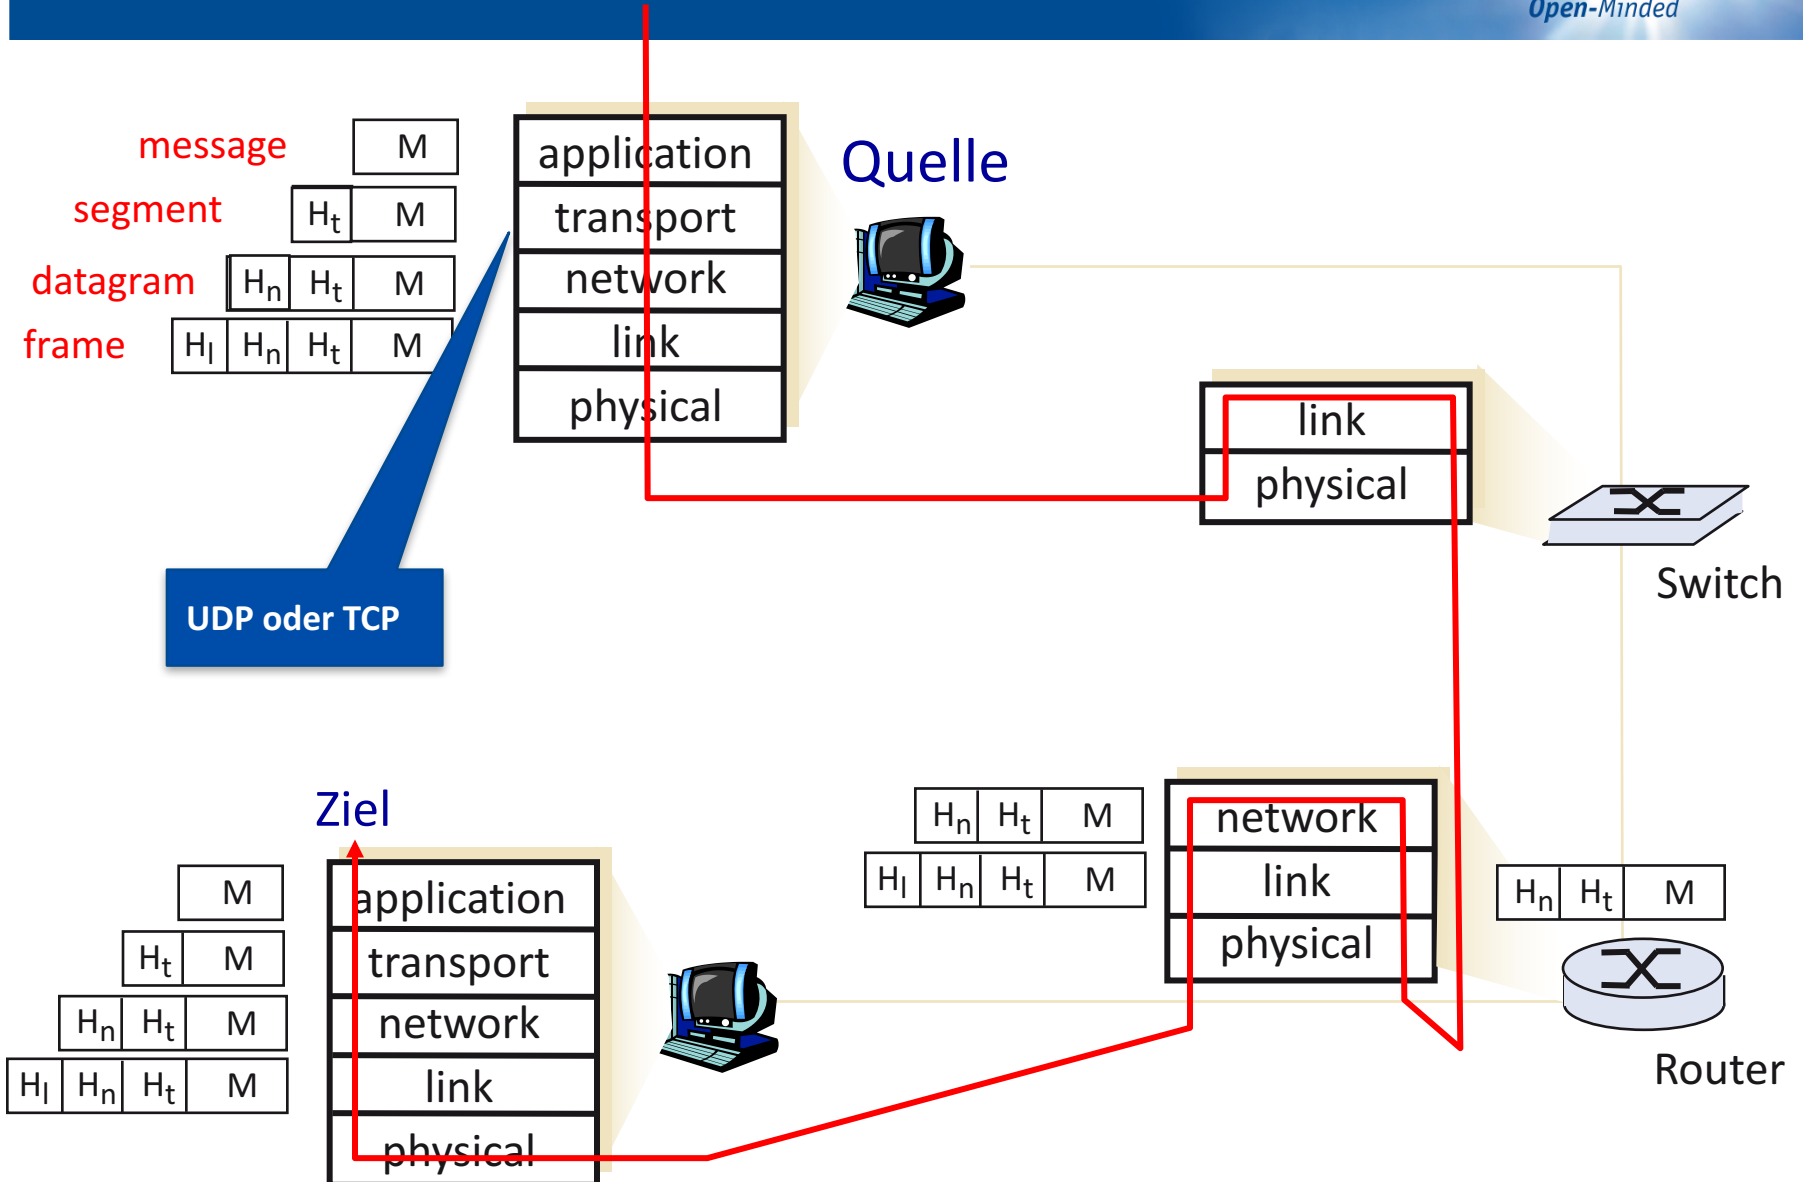 Open-Minded
message M
segment Ht M
datagram Hn Ht M
frame Hl Hn Ht M
application
transport
network
link
physical
Quelle
UDP oder TCP
link
physical
Switch
Hn Ht M
Hl Hn Ht M
network
link
physical
Hn Ht M
Router
Ziel
M
Ht M
Hn Ht M
Hl Hn Ht M
application
transport
network
link
physical